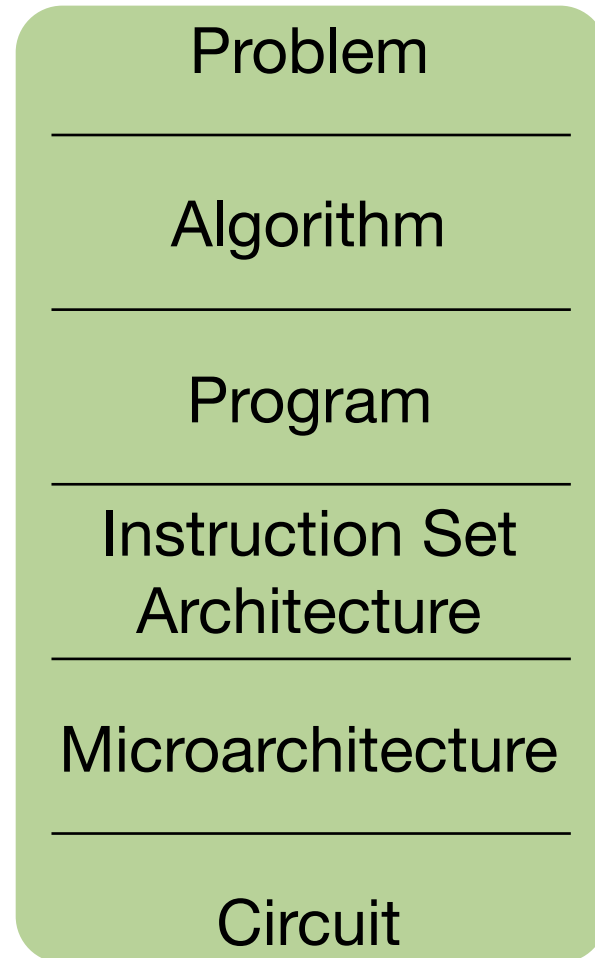 Problem
Algorithm
Program
Instruction Set
Architecture
Microarchitecture
Circuit